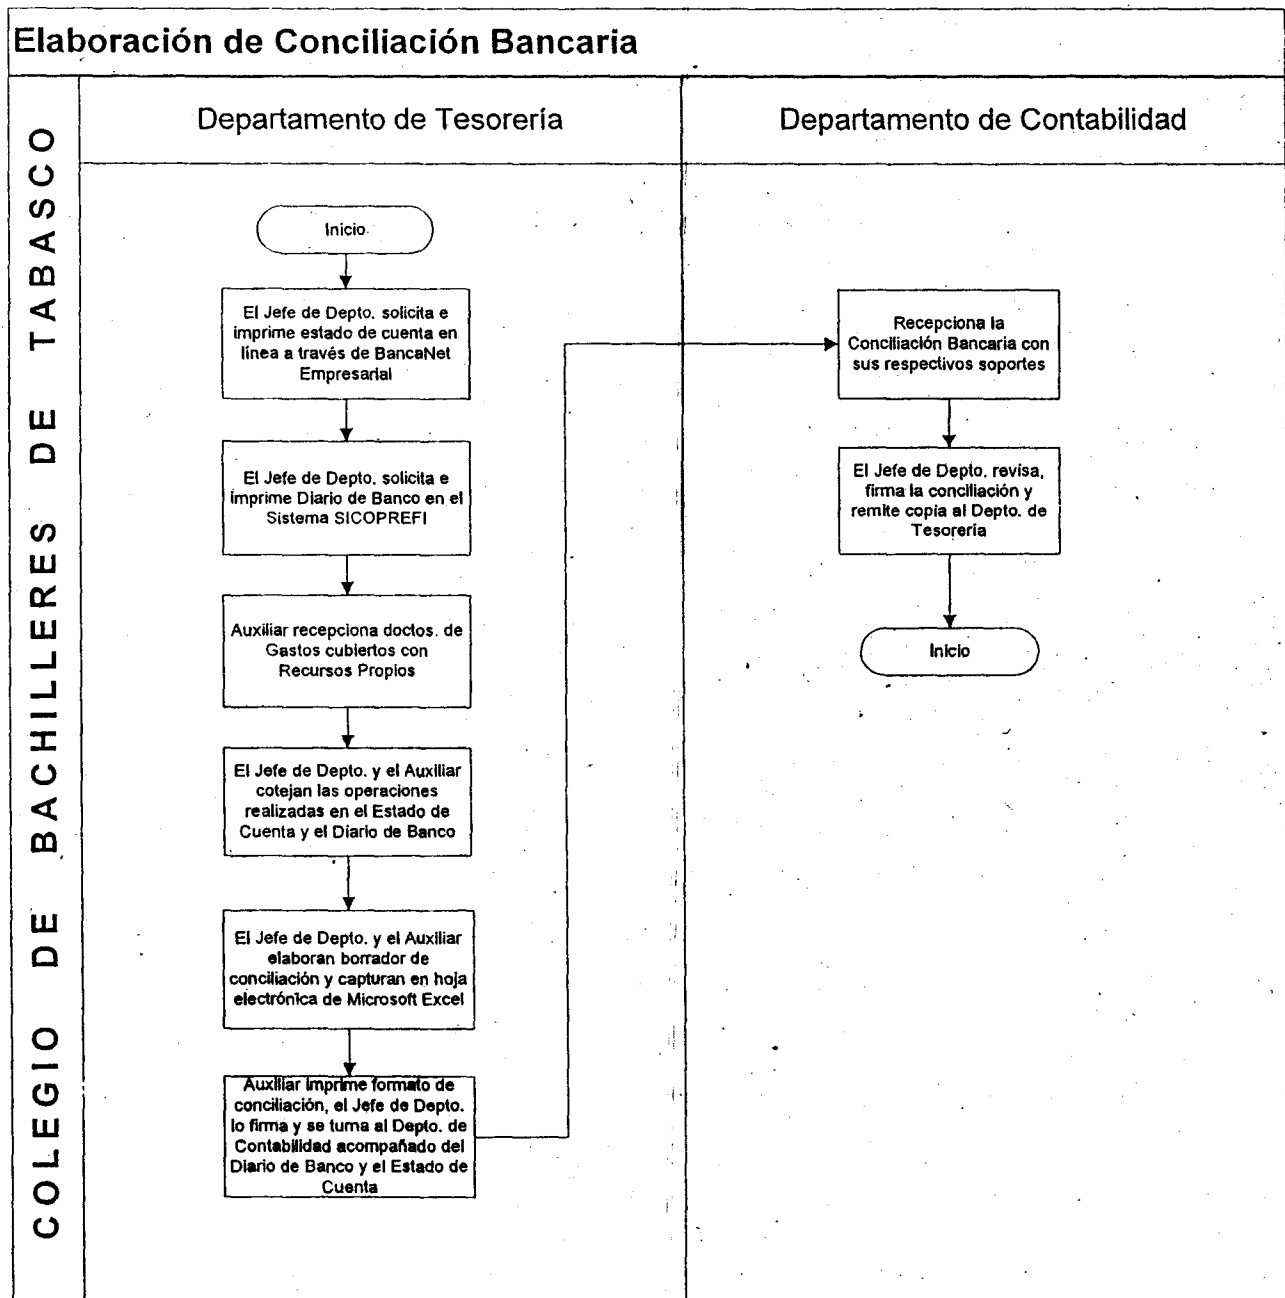 Elaboración de Conciliación Bancaria
COLEGIO DE BACHILLERES DE TABASCO
Departamento de Tesorería
Inicio
El Jefe de Depto. solicita e
imprime estado de cuenta en
línea a través de BancaNet
Empresarial
El Jefe de Depto. solicita e
imprime Diario de Banco en el
Sistema SICOPREFI
Auxiliar recepciona doctos. de
Gastos cubiertos con
Recursos Propios
El Jefe de Depto. y el Auxiliar
cotejan las operaciones
realizadas en el Estado de
Cuenta y el Diario de Banco
El Jefe de Depto. y el Auxiliar
elaboran borrador de
conciliación y capturan en hoja
electrónica de Microsoft Excel
Auxiliar imprime formato de
conciliación, el Jefe de Depto.
lo firma y se turna al Depto. de
Contabilidad acompañado del
Diario de Banco y el Estado de
Cuenta
Departamento de Contabilidad
Recepciona la
Conciliación Bancaria con
sus respectivos soportes
El Jefe de Depto. revisa,
firma la conciliación y
remite copia al Depto. de
Tesorería
Inicio